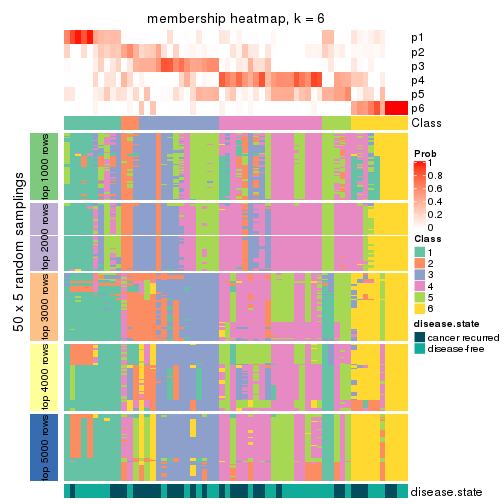 membership heatmap, k = 6
p1
p2
p3
p4
p5
p6
Class
50 x 5 random samplings
top 1000 rows
top 2000 rows
top 3000 rows
top 4000 rows
top 5000 rows
Prob
1
0.8
0.6
0.4
0.2
0
Class
1
2
3
4
5
6
disease.state
cancer recurred
disease-free
disease.state